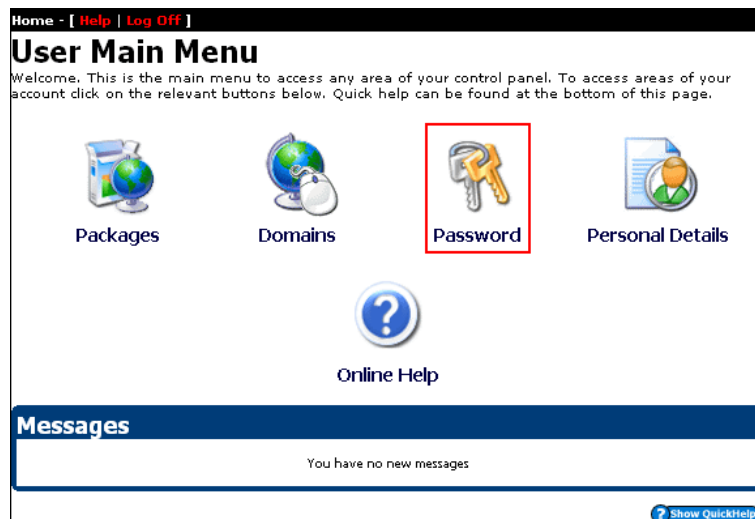 Home - [ Help | Log Off ]
User Main Menu
Welcome. This is the main menu to access any area of your control panel. To access areas of your
account click on the relevant buttons below. Quick help can be found at the bottom of this page.
Packages Domains Password Personal Details
?
Online Help
Messages
You have no new messages
? Show QuickHelp